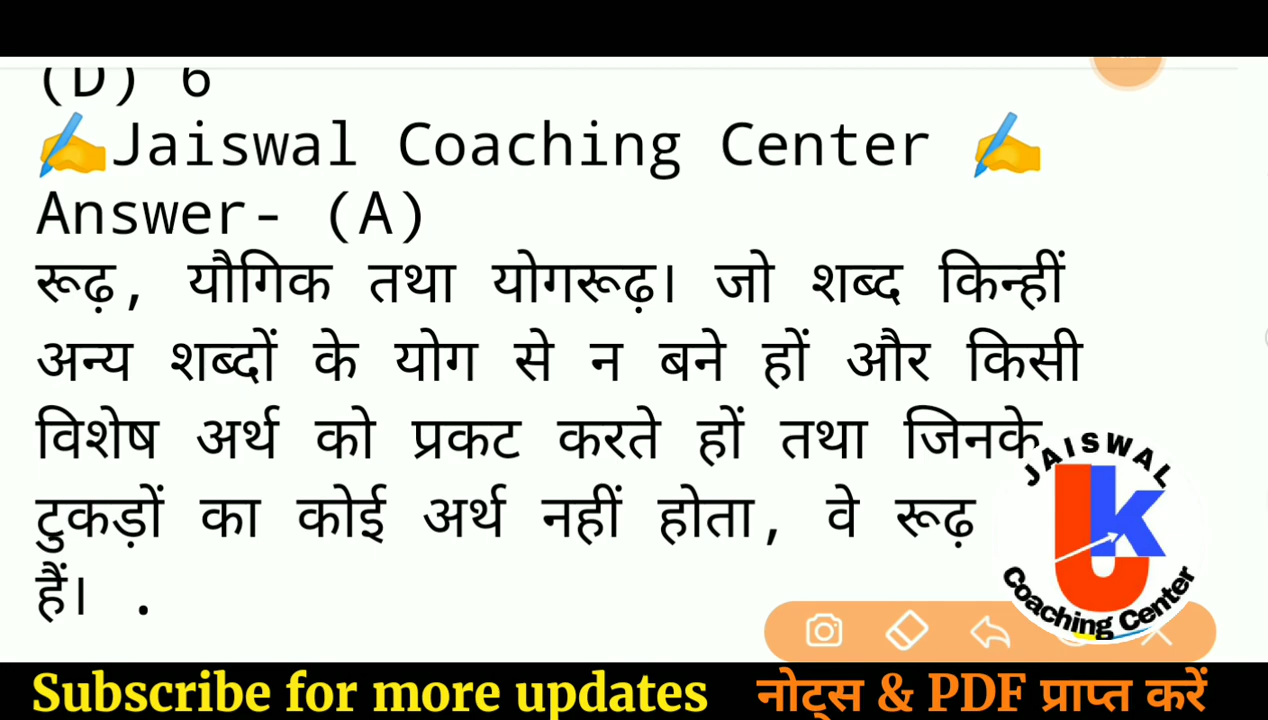 (D) 6
✍Jaiswal Coaching Center ✍
Answer- (A)
रूढ़, यौगिक तथा योगरूढ़। जो शब्द किन्हीं
अन्य शब्दों के योग से न बने हों और किसी
विशेष अर्थ को प्रकट करते हों तथा जिनके
टुकड़ों का कोई अर्थ नहीं होता, वे रूढ़
हैं। .
JAISWAL
JK
Coaching Center
Subscribe for more updates नोट्स & PDF प्राप्त करें